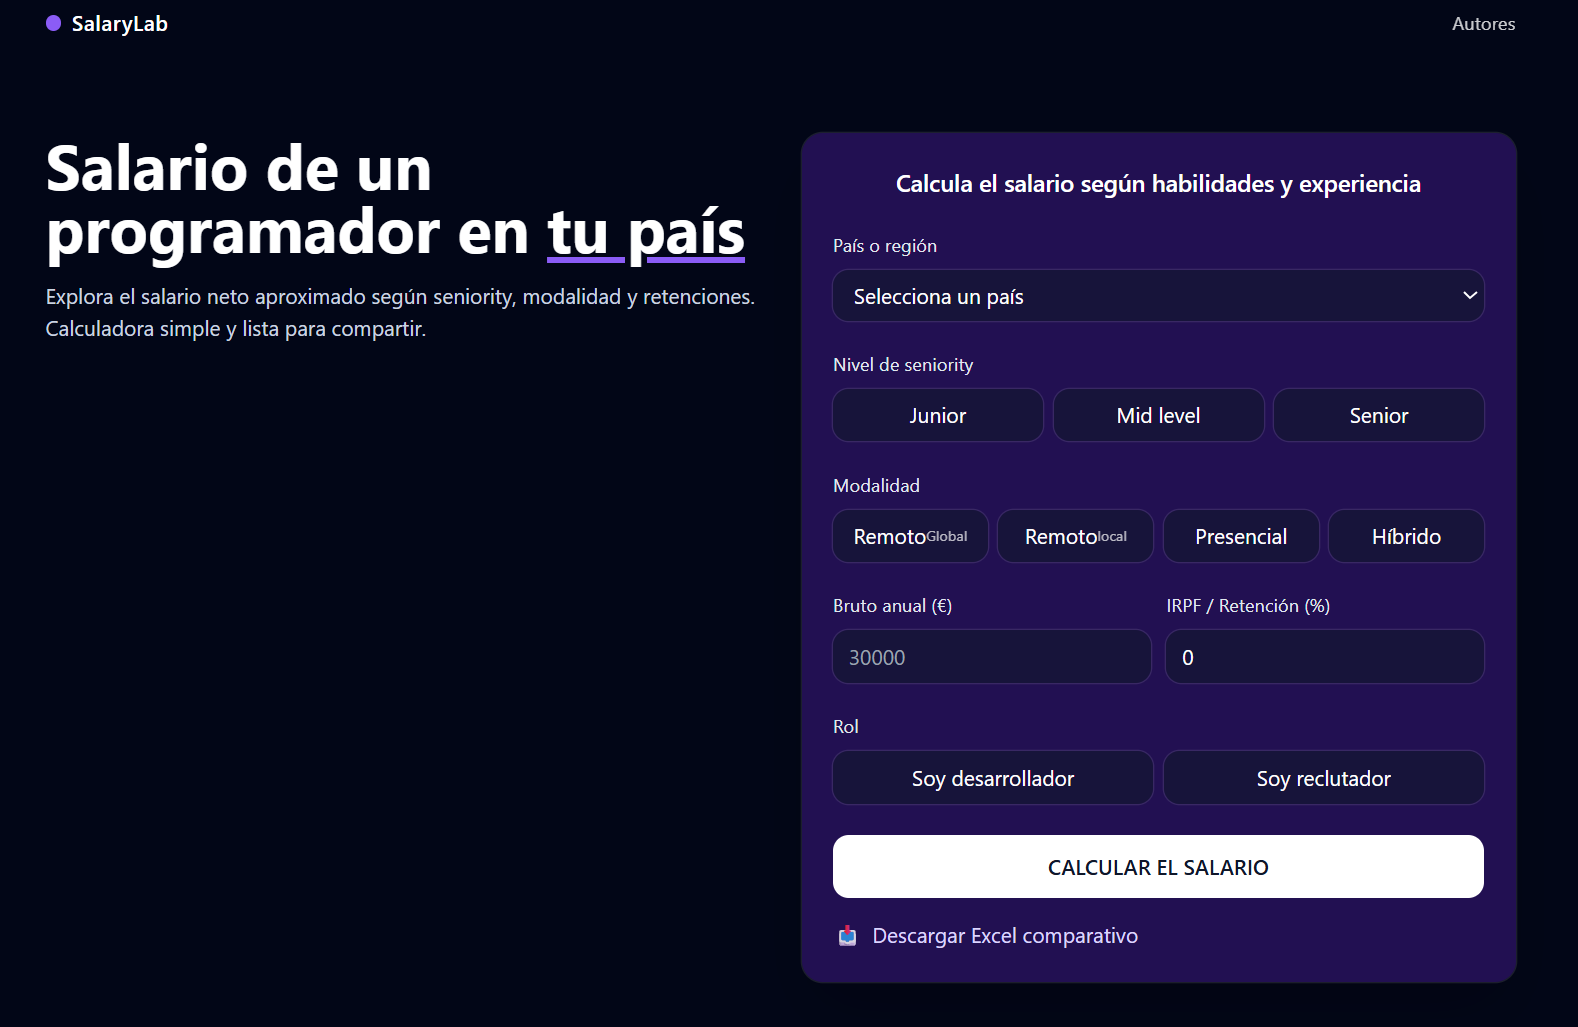 SalaryLab
Autores
Salario de un
programador en tu país
Explora el salario neto aproximado según seniority, modalidad y retenciones.
Calculadora simple y lista para compartir.
Calcula el salario según habilidades y experiencia
País o región
Selecciona un país
Nivel de seniority
Junior
Mid level
Senior
Modalidad
RemotoGlobal
Remotolocal
Presencial
Híbrido
Bruto anual (€)
IRPF / Retención (%)
30000
0
Rol
Soy desarrollador
Soy reclutador
CALCULAR EL SALARIO
Descargar Excel comparativo